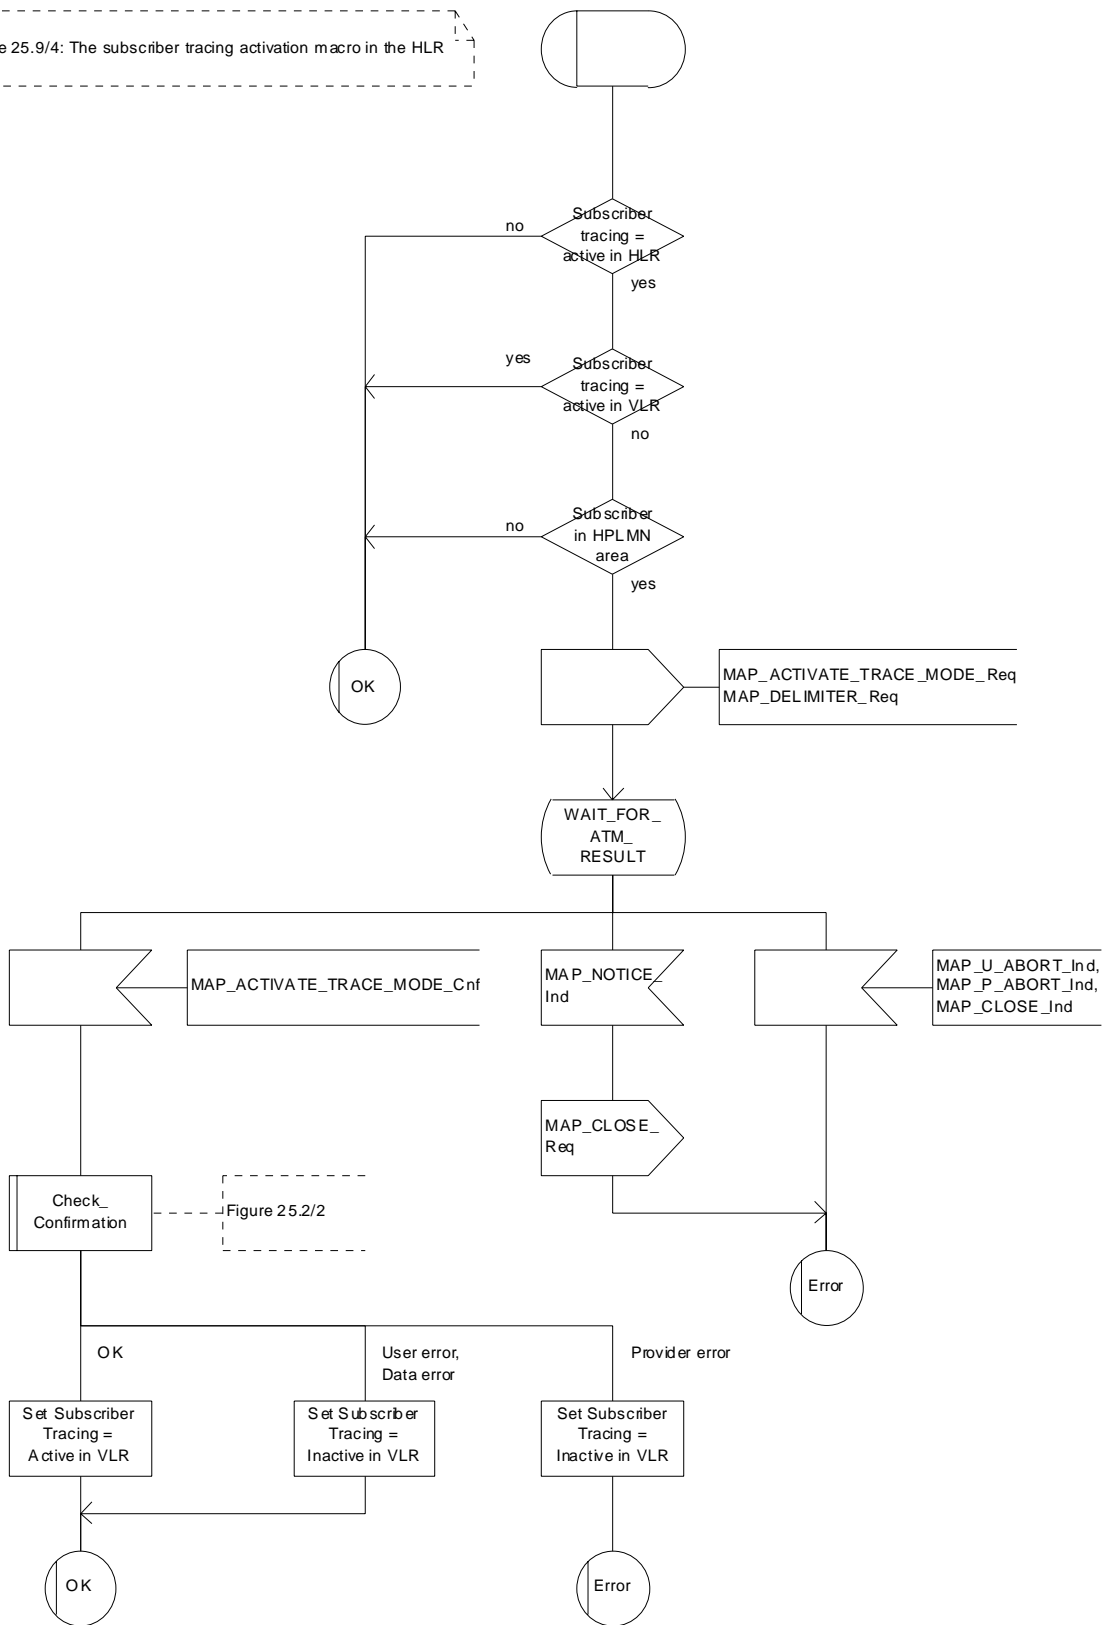 e 25.9/4: The subscriber tracing activation macro in the HLR
Subscriber
tracing =
active in HLR
no
yes
Subscriber
tracing =
active in VLR
yes
no
Subscriber
in HPLMN
area
no
yes
OK
MAP_ACTIVATE_TRACE_MODE_Req
MAP_DELIMITER_Req
WAIT_FOR_
ATM_
RESULT
MAP_ACTIVATE_TRACE_MODE_Cnf
MAP_NOTICE_
Ind
MAP_U_ABORT_Ind,
MAP_P_ABORT_Ind,
MAP_CLOSE_Ind
MAP_CLOSE_
Req
Check_
Confirmation
Figure 25.2/2
Error
OK
User error,
Data error
Provider error
Set Subscriber
Tracing =
Active in VLR
Set Subscriber
Tracing =
Inactive in VLR
Set Subscriber
Tracing =
Inactive in VLR
OK
Error